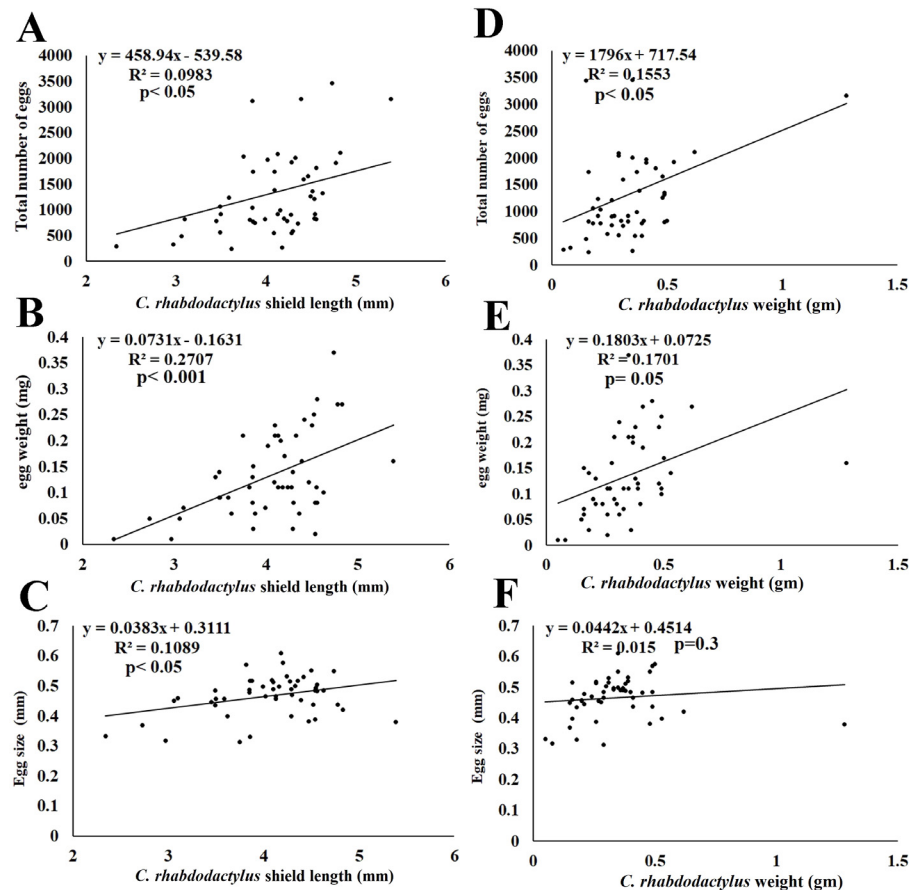 A
y = 458.94x - 539.58
R² = 0.0983
p< 0.05
Total number of eggs
4000
3500
3000
2500
2000
1500
1000
500
0
2 3 4 5 6
C. rhabdodactylus shield length (mm)
B
y = 0.0731x - 0.1631
R² = 0.2707
p< 0.001
egg weight (mg)
0.4
0.35
0.3
0.25
0.2
0.15
0.1
0.05
0
2 3 4 5 6
C. rhabdodactylus shield length (mm)
C
y = 0.0383x + 0.3111
R² = 0.1089
p< 0.05
Egg size (mm)
0.7
0.6
0.5
0.4
0.3
0.2
0.1
0
2 3 4 5 6
C. rhabdodactylus shield length (mm)
D
y = 1796x + 717.54
R² = 0.1553
p< 0.05
Total number of eggs
4000
3500
3000
2500
2000
1500
1000
500
0
0 0.5 1 1.5
C. rhabdodactylus weight (gm)
E
y = 0.1803x + 0.0725
R² = 0.1701
p= 0.05
egg weight (mg)
0.4
0.35
0.3
0.25
0.2
0.15
0.1
0.05
0
0 0.5 1 1.5
C. rhabdodactylus weight (gm)
F
y = 0.0442x + 0.4514
R² = 0.015 p=0.3
Egg size (mm)
0.7
0.6
0.5
0.4
0.3
0.2
0.1
0
0 0.5 1 1.5
C. rhabdodactylus weight (gm)